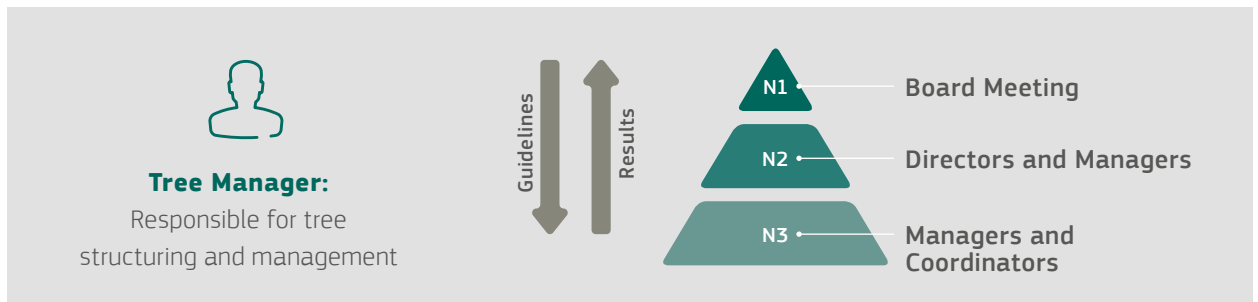 Tree Manager:
Responsible for tree
structuring and management
Guidelines
Results
N1
Board Meeting
N2
Directors and Managers
N3
Managers and
Coordinators